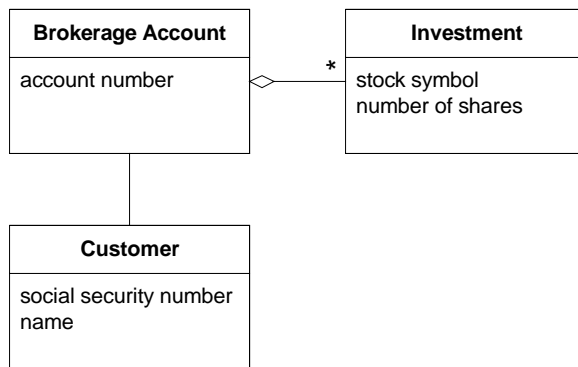 Brokerage Account
account number
*
Investment
stock symbol
number of shares
Customer
social security number
name